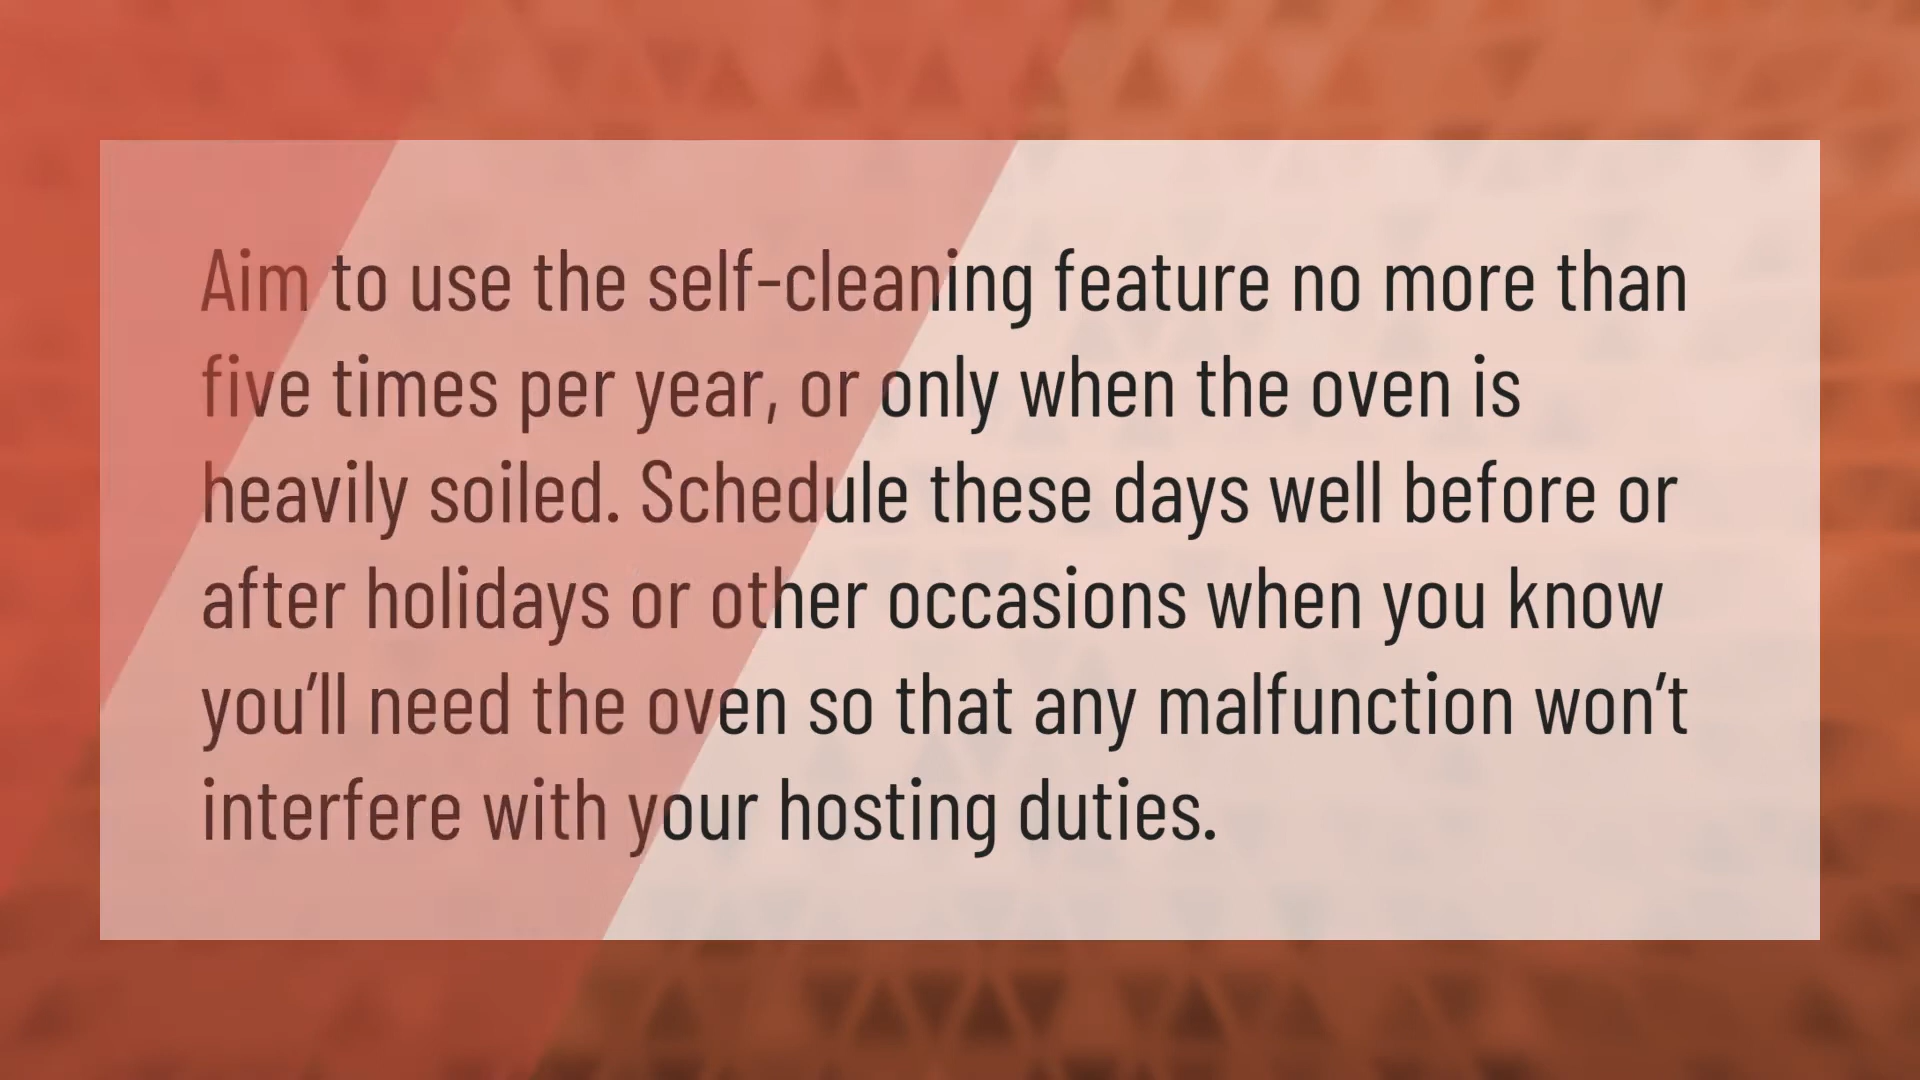 Aim to use the self-cleaning feature no more than
five times per year, or only when the oven is
heavily soiled. Schedule these days well before or
after holidays or other occasions when you know
you’ll need the oven so that any malfunction won’t
interfere with your hosting duties.